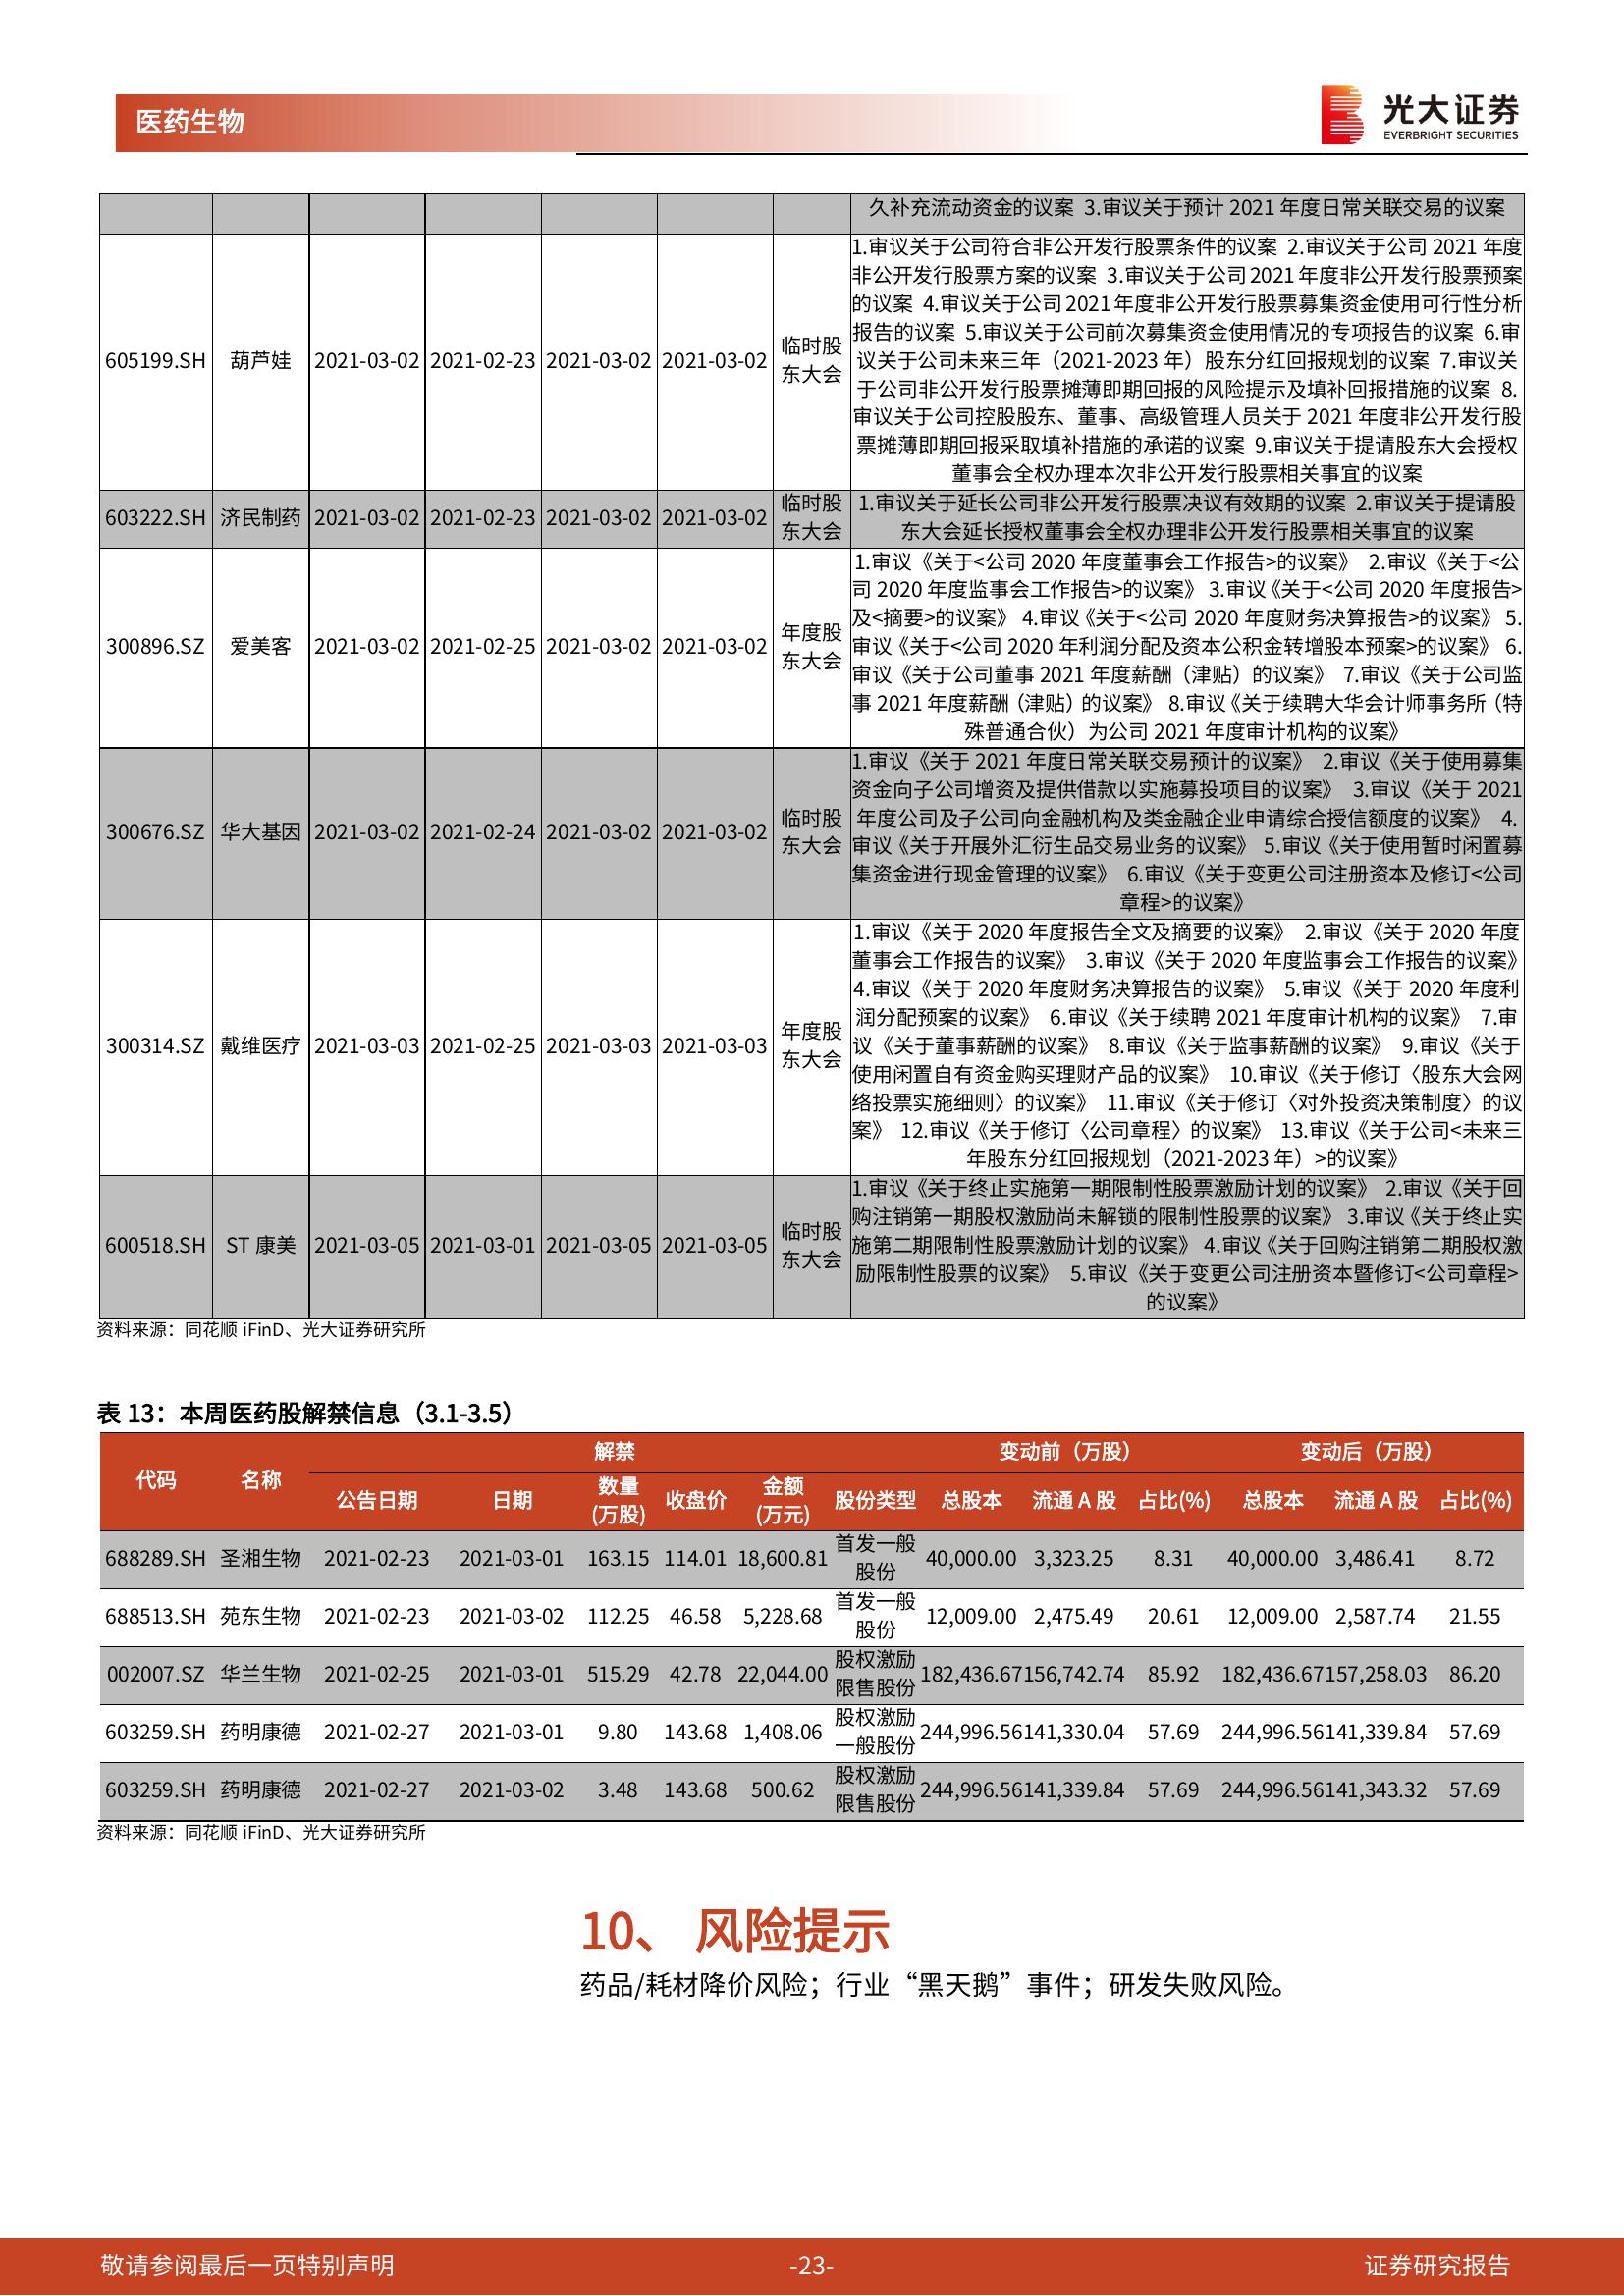 医药生物
光大证券
EVERBRIGHT SECURITIES
久补充流动资金的议案 3.审议关于预计 2021 年度日常关联交易的议案
605199.SH 葫芦娃 2021-03-02 2021-02-23 2021-03-02 2021-03-02
临时股
东大会
1.审议关于公司符合非公开发行股票条件的议案 2.审议关于公司 2021 年度
非公开发行股票方案的议案 3.审议关于公司 2021 年度非公开发行股票预案
的议案 4.审议关于公司 2021 年度非公开发行股票募集资金使用可行性分析
报告的议案 5.审议关于公司前次募集资金使用情况的专项报告的议案 6.审
议关于公司未来三年（2021-2023 年）股东分红回报规划的议案 7.审议关
于公司非公开发行股票摊薄即期回报的风险提示及填补回报措施的议案 8.
审议关于公司控股股东、董事、高级管理人员关于 2021 年度非公开发行股
票摊薄即期回报采取填补措施的承诺的议案 9.审议关于提请股东大会授权
董事会全权办理本次非公开发行股票相关事宜的议案
603222.SH 济民制药 2021-03-02 2021-02-23 2021-03-02 2021-03-02
临时股
东大会
1.审议关于延长公司非公开发行股票决议有效期的议案 2.审议关于提请股
东大会延长授权董事会全权办理非公开发行股票相关事宜的议案
300896.SZ 爱美客 2021-03-02 2021-02-25 2021-03-02 2021-03-02
年度股
东大会
1.审议《关于<公司 2020 年度董事会工作报告>的议案》 2.审议《关于<公
司 2020 年度监事会工作报告>的议案》 3.审议《关于<公司 2020 年度报告>
及<摘要>的议案》 4.审议《关于<公司 2020 年度财务决算报告>的议案》 5.
审议《关于<公司 2020 年利润分配及资本公积金转增股本预案>的议案》 6.
审议《关于公司董事 2021 年度薪酬（津贴）的议案》 7.审议《关于公司监
事 2021 年度薪酬（津贴）的议案》 8.审议《关于续聘大华会计师事务所（特
殊普通合伙）为公司 2021 年度审计机构的议案》
300676.SZ 华大基因 2021-03-02 2021-02-24 2021-03-02 2021-03-02
临时股
东大会
1.审议《关于 2021 年度日常关联交易预计的议案》 2.审议《关于使用募集
资金向子公司增资及提供借款以实施募投项目的议案》 3.审议《关于 2021
年度公司及子公司向金融机构及类金融企业申请综合授信额度的议案》 4.
审议《关于开展外汇衍生品交易业务的议案》 5.审议《关于使用暂时闲置募
集资金进行现金管理的议案》 6.审议《关于变更公司注册资本及修订<公司
章程>的议案》
300314.SZ 戴维医疗 2021-03-03 2021-02-25 2021-03-03 2021-03-03
年度股
东大会
1.审议《关于 2020 年度报告全文及摘要的议案》 2.审议《关于 2020 年度
董事会工作报告的议案》 3.审议《关于 2020 年度监事会工作报告的议案》
4.审议《关于 2020 年度财务决算报告的议案》 5.审议《关于 2020 年度利
润分配预案的议案》 6.审议《关于续聘 2021 年度审计机构的议案》 7.审
议《关于董事薪酬的议案》 8.审议《关于监事薪酬的议案》 9.审议《关于
使用闲置自有资金购买理财产品的议案》 10.审议《关于修订〈股东大会网
络投票实施细则〉的议案》 11.审议《关于修订〈对外投资决策制度〉的议
案》 12.审议《关于修订〈公司章程〉的议案》 13.审议《关于公司<未来三
年股东分红回报规划（2021-2023 年）>的议案》
600518.SH ST 康美 2021-03-05 2021-03-01 2021-03-05 2021-03-05
临时股
东大会
1.审议《关于终止实施第一期限制性股票激励计划的议案》 2.审议《关于回
购注销第一期股权激励尚未解锁的限制性股票的议案》 3.审议《关于终止实
施第二期限制性股票激励计划的议案》 4.审议《关于回购注销第二期股权激
励限制性股票的议案》 5.审议《关于变更公司注册资本暨修订<公司章程>
的议案》
资料来源：同花顺 iFinD、光大证券研究所
表 13：本周医药股解禁信息（3.1-3.5）
代码 名称 解禁 变动前（万股） 变动后（万股）
公告日期 日期 数量(万股) 收盘价 金额(万元) 股份类型 总股本 流通 A 股 占比(%) 总股本 流通 A 股 占比(%)
688289.SH 圣湘生物 2021-02-23 2021-03-01 163.15 114.01 18,600.81 首发一般股份 40,000.00 3,323.25 8.31 40,000.00 3,486.41 8.72
688513.SH 苑东生物 2021-02-23 2021-03-02 112.25 46.58 5,228.68 首发一般股份 12,009.00 2,475.49 20.61 12,009.00 2,587.74 21.55
002007.SZ 华兰生物 2021-02-25 2021-03-01 515.29 42.78 22,044.00 股权激励限售股份 182,436.67 156,742.74 85.92 182,436.67 157,258.03 86.20
603259.SH 药明康德 2021-02-27 2021-03-01 9.80 143.68 1,408.06 股权激励一般股份 244,996.56 141,330.04 57.69 244,996.56 141,339.84 57.69
603259.SH 药明康德 2021-02-27 2021-03-02 3.48 143.68 500.62 股权激励限售股份 244,996.56 141,339.84 57.69 244,996.56 141,343.32 57.69
资料来源：同花顺 iFinD、光大证券研究所
10、 风险提示
药品/耗材降价风险；行业“黑天鹅”事件；研发失败风险。
敬请参阅最后一页特别声明 -23- 证券研究报告